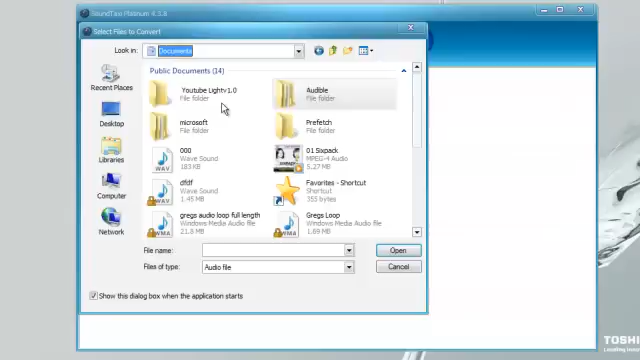 SoundTaxi Platinum 4.3.8
Select Files to Convert
Look in:
Documents
Recent Places
Desktop
Libraries
Computer
Network
Public Documents (14)
Youtube Lightv1.0
File folder
Audible
File folder
microsoft
File folder
Prefetch
File folder
000
Wave Sound
183 KB
01 Sixpack
MPEG-4 Audio
5.27 MB
dfdf
Wave Sound
1.45 MB
Favorites - Shortcut
Shortcut
355 bytes
gregs audio loop full length
Windows Media Audio file
21.8 MB
Gregs Loop
Windows Media Audio file
1.69 MB
File name:
Open
Files of type:
Audio file
Cancel
Show this dialog box when the application starts
TOSHI
Leading Inno